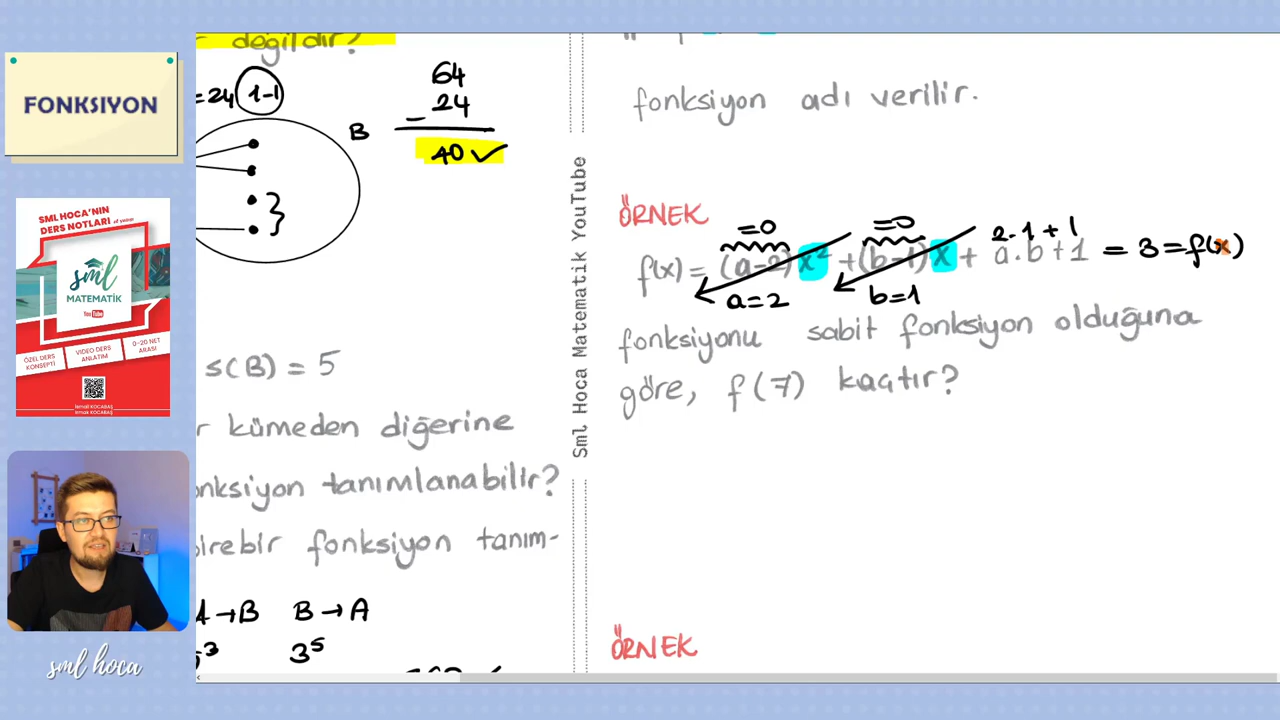 FONKSIYON
SML HOCA'NIN
DERS NOTLARI
sml
MATEMATİK
YouTube
ÖZEL DERS
KONSEPTİ
VIDEO DERS
ANLATIM
0-20 NET
ARASI
sml hoca
değildir?
=24 1-1
B
64
- 24
40 ✓
s(B) = 5
r kümeden diğerine
onksiyon tanımlanabilir?
birebir fonksiyon tanım-
A→B B→A
3⁵
Sml Hoca Matematik YouTube
fonksiyon adı verilir.
ÖRNEK
=0 =0 2.1+1
f(x) = (a-2)x² + (b-1)x + a.b+1 = 3 = f(x)
a=2 b=1
fonksiyonu sabit fonksiyon olduğuna
göre, f(7) kaçtır?
ÖRNEK